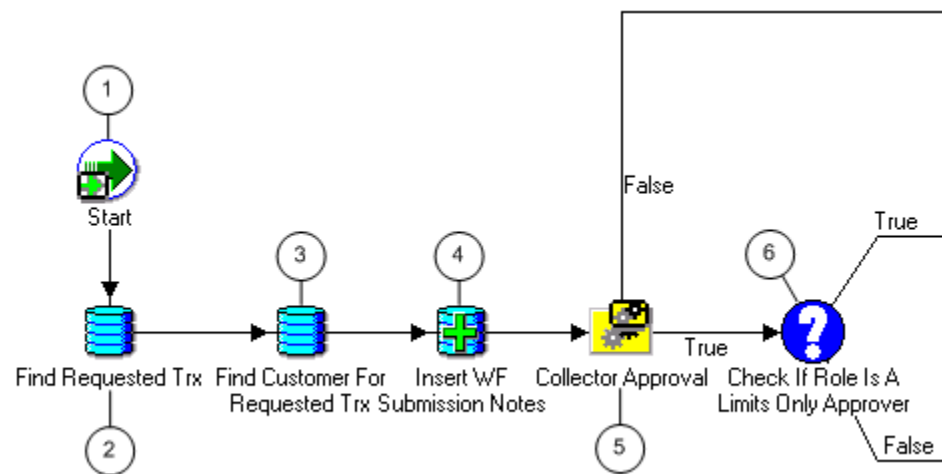 1
Start
False
True
3
4
6
True
Find Requested Trx
Find Customer For
Requested Trx
Insert WF
Submission Notes
Collector Approval
Check If Role Is A
Limits Only Approver
2
5
False